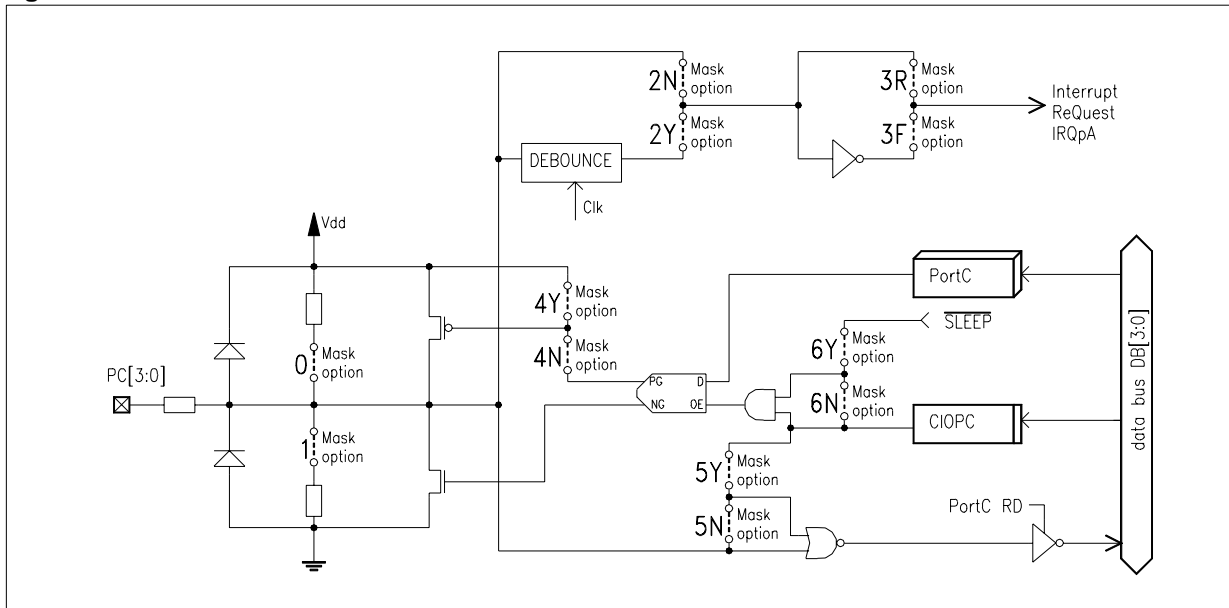 2N
Mask
option
2Y
Mask
option
3R
Mask
option
3F
Mask
option
Interrupt
ReQuest
IRQpA
DEBOUNCE
Clk
Vdd
4Y
Mask
option
4N
Mask
option
PortC
SLEEP
6Y
Mask
option
6N
Mask
option
0
Mask
option
PC[3:0]
PG
D
NG
OE
CIOPC
data bus DB[3:0]
1
Mask
option
5Y
Mask
option
5N
Mask
option
PortC RD